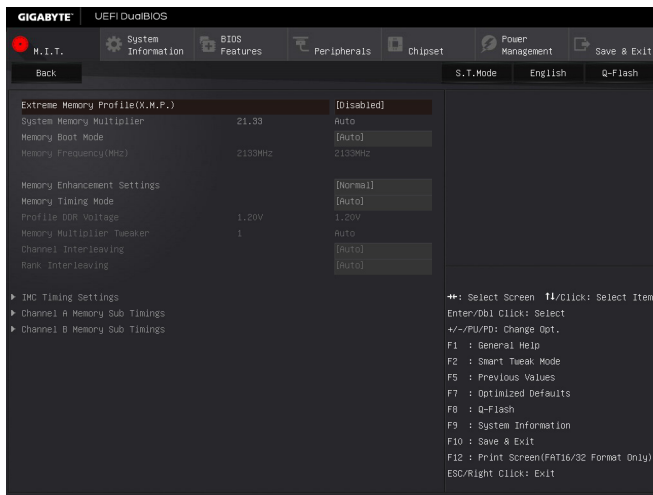 GIGABYTE™ UEFI DualBIOS
M.I.T. System Information BIOS Features Peripherals Chipset Power Management Save & Exit
Back S.T.Mode English Q-Flash
Extreme Memory Profile(X.M.P.) [Disabled]
System Memory Multiplier 21.33 Auto
Memory Boot Mode [Auto]
Memory Frequency(MHz) 2133MHz 2133MHz
Memory Enhancement Settings [Normal]
Memory Timing Mode [Auto]
Profile DDR Voltage 1.20V 1.20V
Memory Multiplier Tweaker 1 Auto
Channel Interleaving [Auto]
Rank Interleaving [Auto]
▶ IMC Timing Settings
▶ Channel A Memory Sub Timings
▶ Channel B Memory Sub Timings
→←: Select Screen ↑↓/Click: Select Item
Enter/Dbl Click: Select
+/-/PU/PD: Change Opt.
F1 : General Help
F2 : Smart Tweak Mode
F5 : Previous Values
F7 : Optimized Defaults
F8 : Q-Flash
F9 : System Information
F10 : Save & Exit
F12 : Print Screen(FAT16/32 Format Only)
ESC/Right Click: Exit